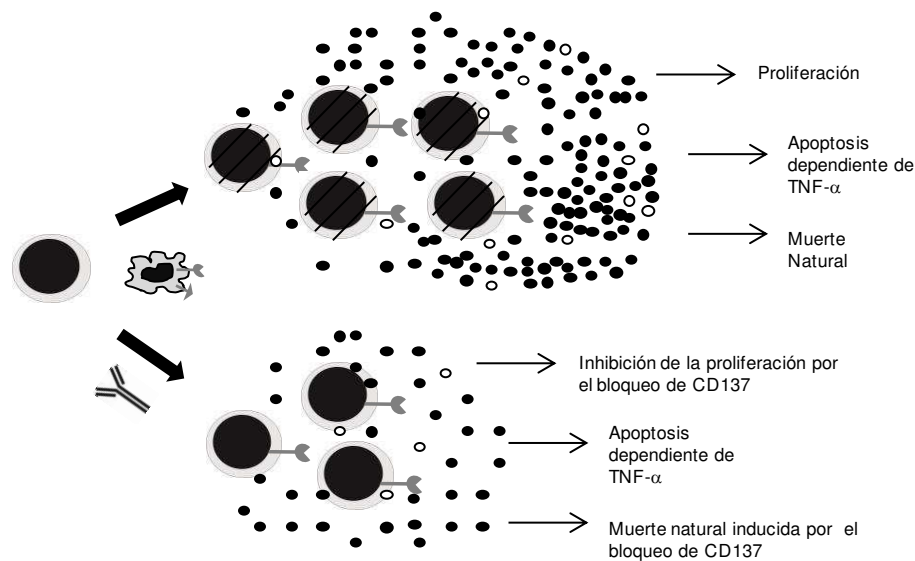 Proliferación
Apoptosis
dependiente de
TNF-α
Muerte
Natural
Inhibición de la proliferación por
el bloqueo de CD137
Apoptosis
dependiente de
TNF-α
Muerte natural inducida por el
bloqueo de CD137